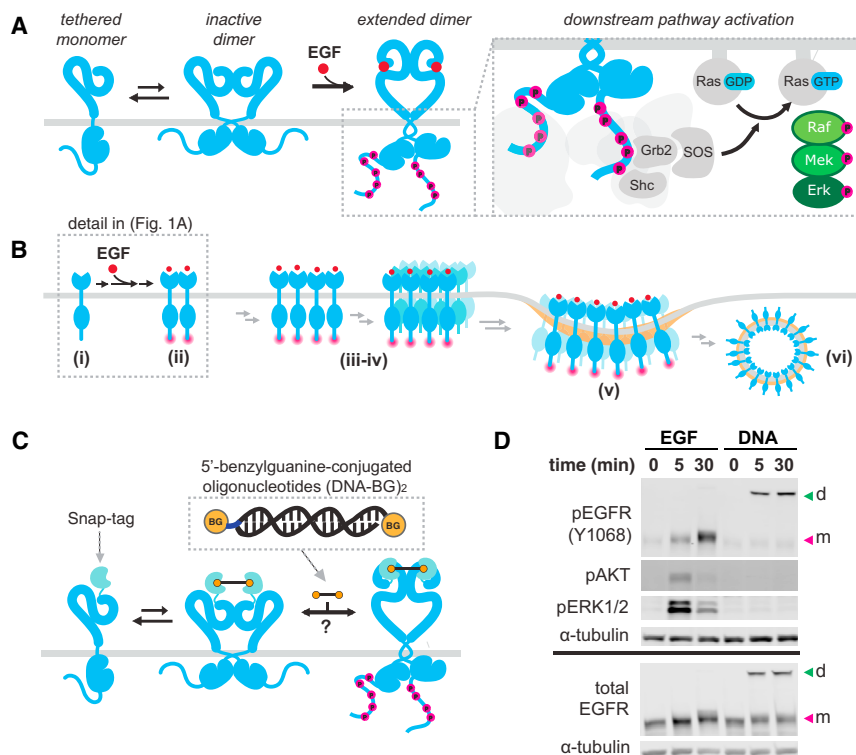 A
tethered monomer
inactive dimer
extended dimer
downstream pathway activation
EGF
P P P P P P P P
P P P P P P P P P
Ras GDP
Ras GTP
Grb2
SOS
Shc
Raf P
Mek P
Erk P
detail in (Fig. 1A)
B
EGF
(i)
(ii)
(iii-iv)
(v)
(vi)
C
5'-benzylguanine-conjugated
oligonucleotides (DNA-BG)2
BG
BG
Snap-tag
?
P P P P P P P P
D
EGF DNA
time (min) 0 5 30 0 5 30
pEGFR
(Y1068)
d
m
pAKT
pERK1/2
α-tubulin
total
EGFR
d
m
α-tubulin